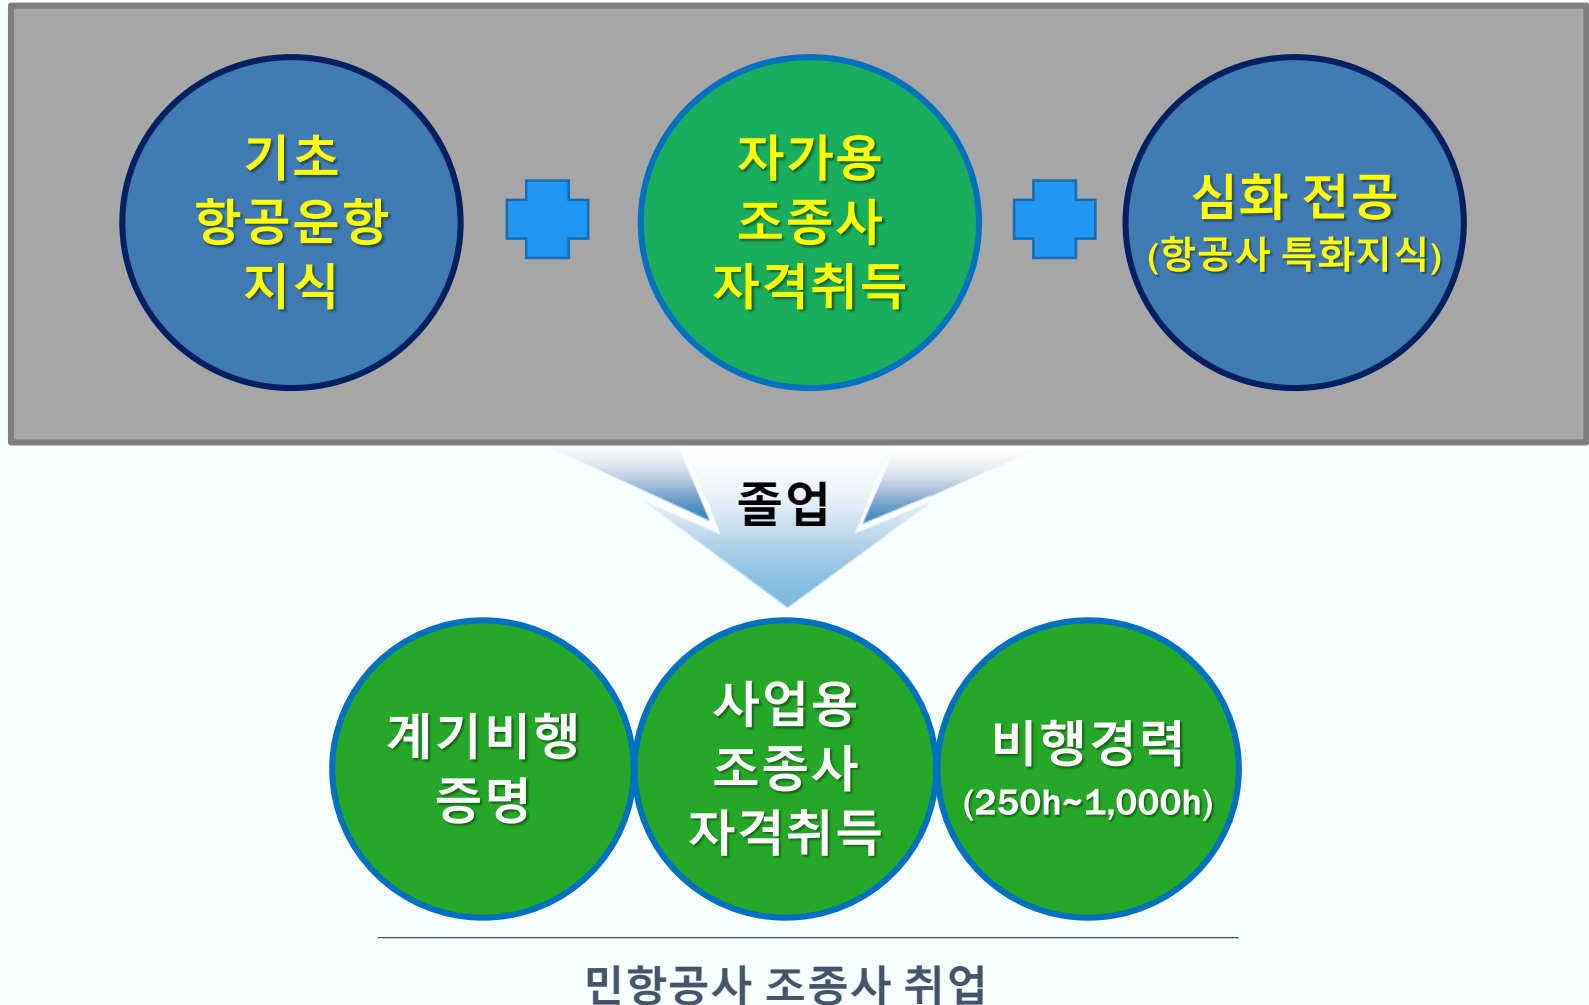 기초
항공운항
지식
자가용
조종사
자격취득
심화 전공
(항공사 특화지식)
졸업
계기비행
증명
사업용
조종사
자격취득
비행경력
(250h~1,000h)
민항공사 조종사 취업